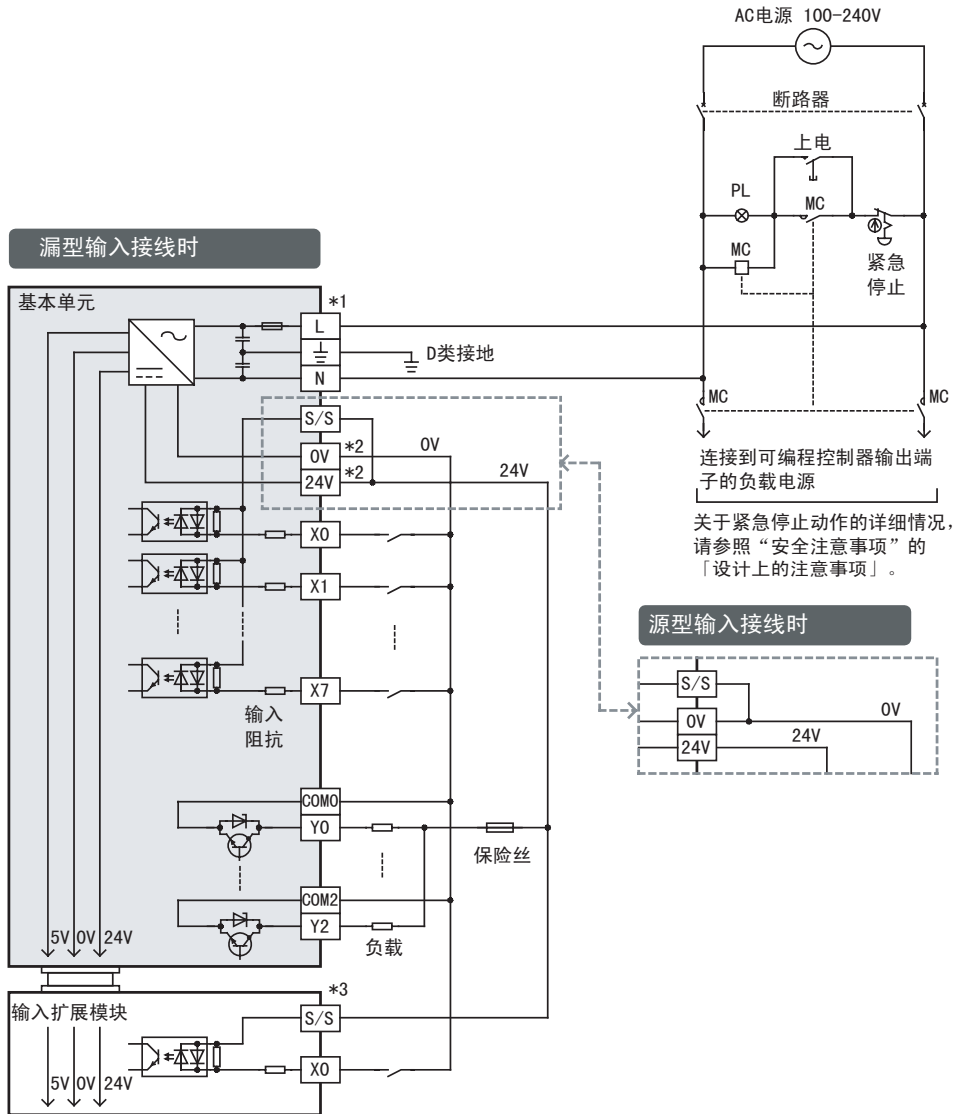 AC电源 100-240V
断路器
上电
PL
MC
MC
紧急
停止
漏型输入接线时
基本单元
*1
L
D类接地
N
MC
MC
S/S
0V
*2
0V
24V
*2
24V
连接到可编程控制器输出端
子的负载电源
关于紧急停止动作的详细情况,
请参照“安全注意事项”的
「设计上的注意事项」。
X0
X1
X7
输入
阻抗
源型输入接线时
S/S
0V
0V
24V
24V
COM0
Y0
保险丝
COM2
Y2
负载
5V 0V 24V
*3
输入扩展模块
S/S
X0
5V 0V 24V